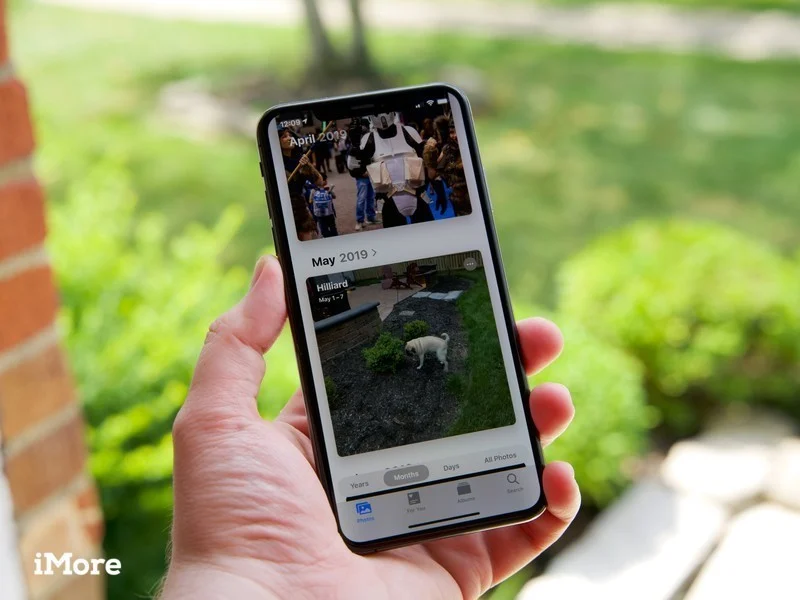 12:09
April 2019
May 2019 >
Hilliard
May 1–7
Years
Months
Days
All Photos
Photos
For You
Albums
Search
iMore